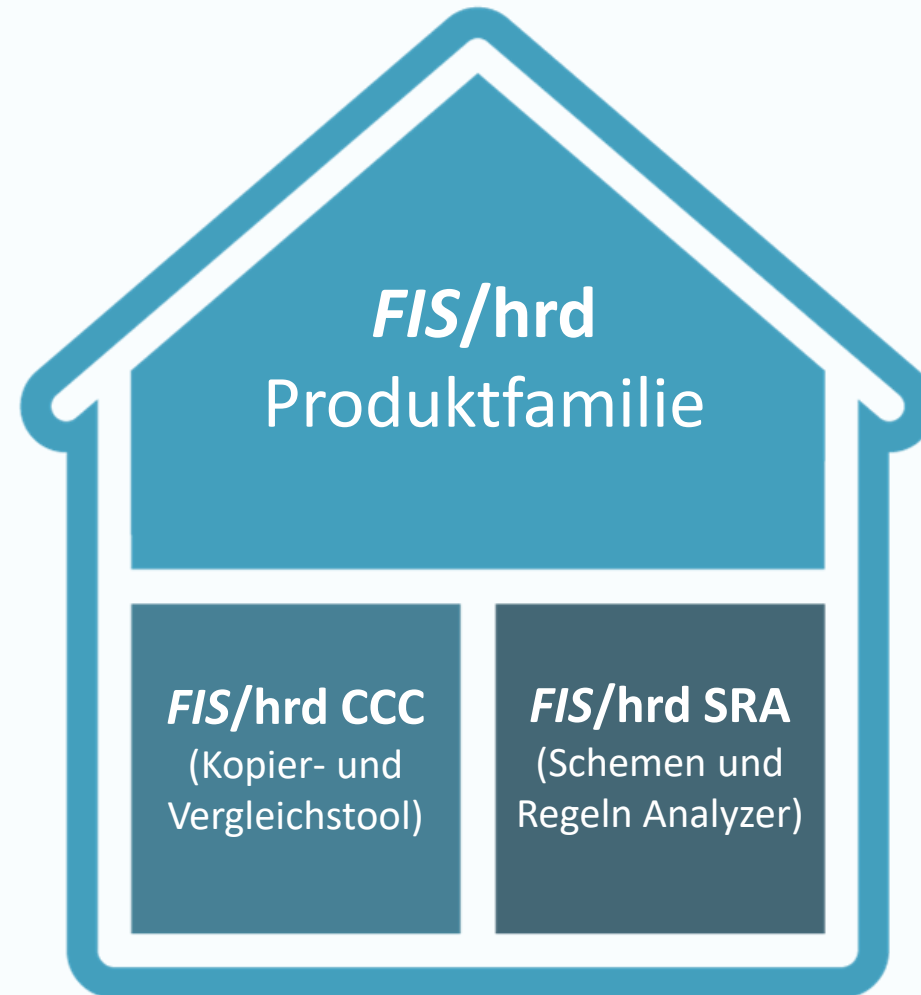 FIS/hrd
Produktfamilie
FIS/hrd CCC
(Kopier- und
Vergleichstool)
FIS/hrd SRA
(Schemen und
Regeln Analyzer)